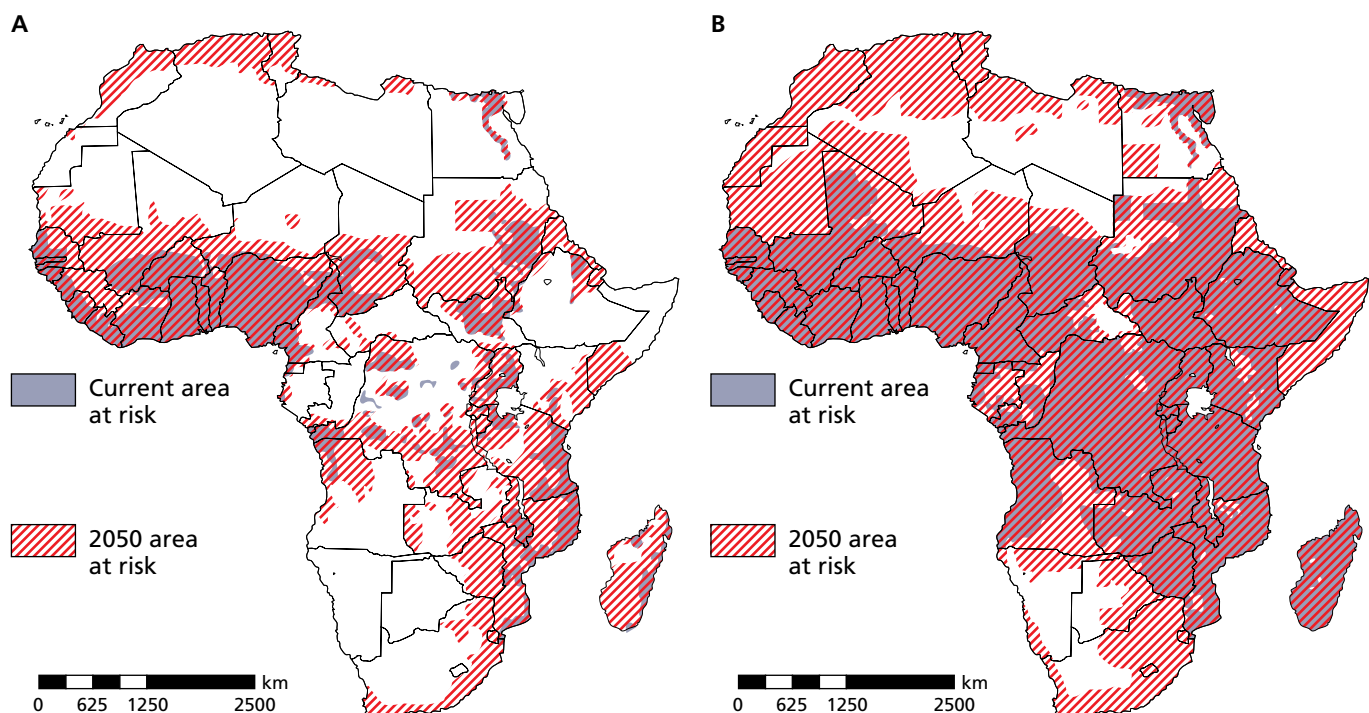 A
B
Current area
at risk
2050 area
at risk
km
0 625 1250 2500
Current area
at risk
2050 area
at risk
km
0 625 1250 2500